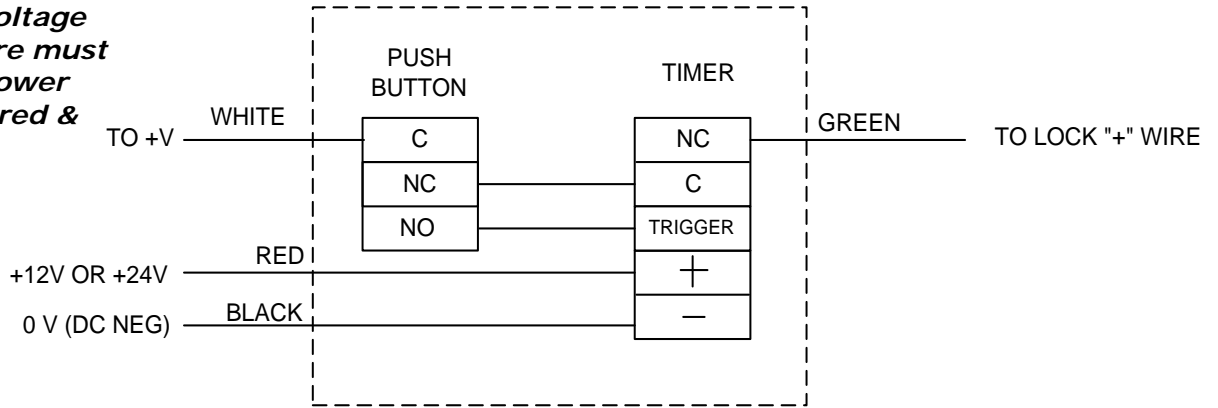 re must
ower
red &
TO +V
WHITE
PUSH
BUTTON
C
NC
NO
TIMER
NC
C
TRIGGER
+
–
GREEN
TO LOCK "+" WIRE
+12V OR +24V
RED
0 V (DC NEG)
BLACK